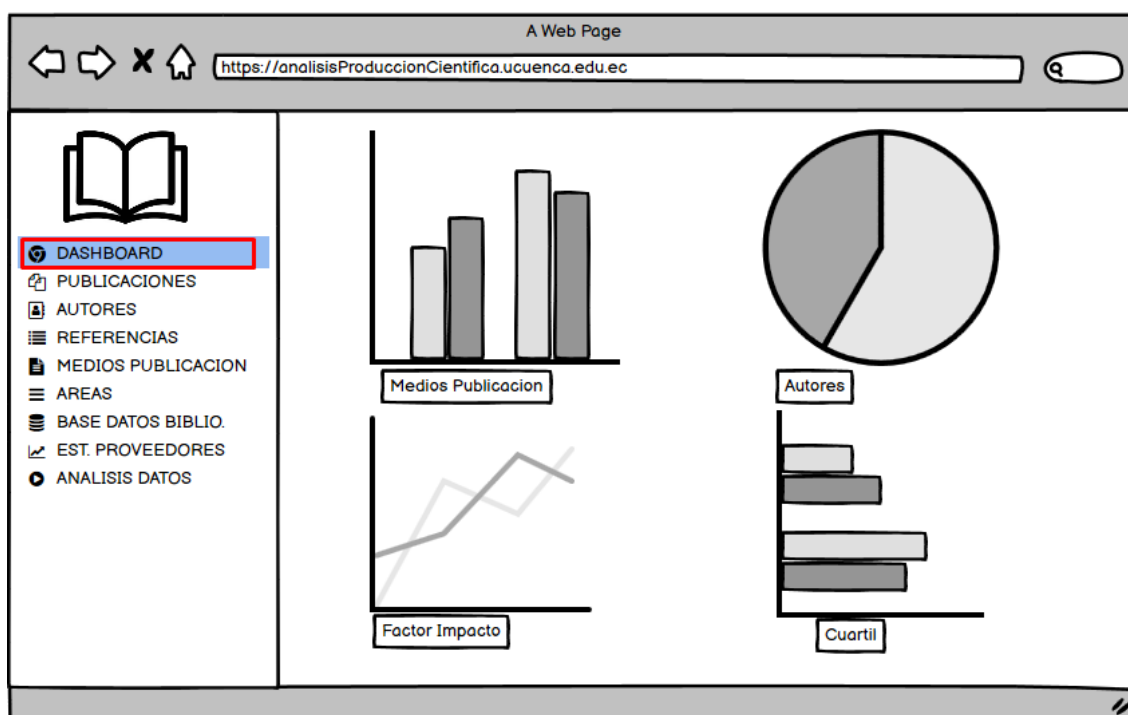 A Web Page
https://analisisProduccionCientifica.ucuenca.edu.ec
DASHBOARD
PUBLICACIONES
AUTORES
REFERENCIAS
MEDIOS PUBLICACION
AREAS
BASE DATOS BIBLIO.
EST. PROVEEDORES
ANALISIS DATOS
Medios Publicacion
Autores
Factor Impacto
Cuartil